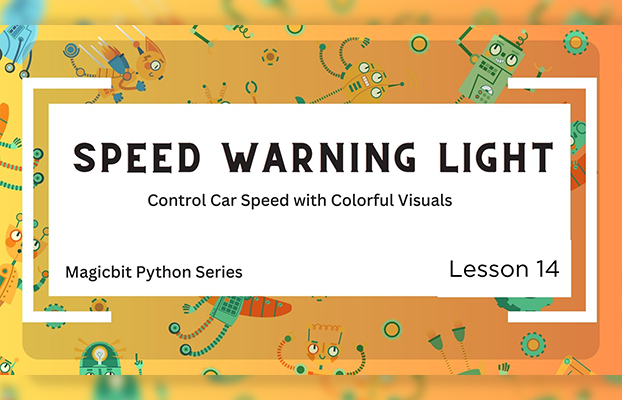 SPEED WARNING LIGHT
Control Car Speed with Colorful Visuals
Magicbit Python Series
Lesson 14